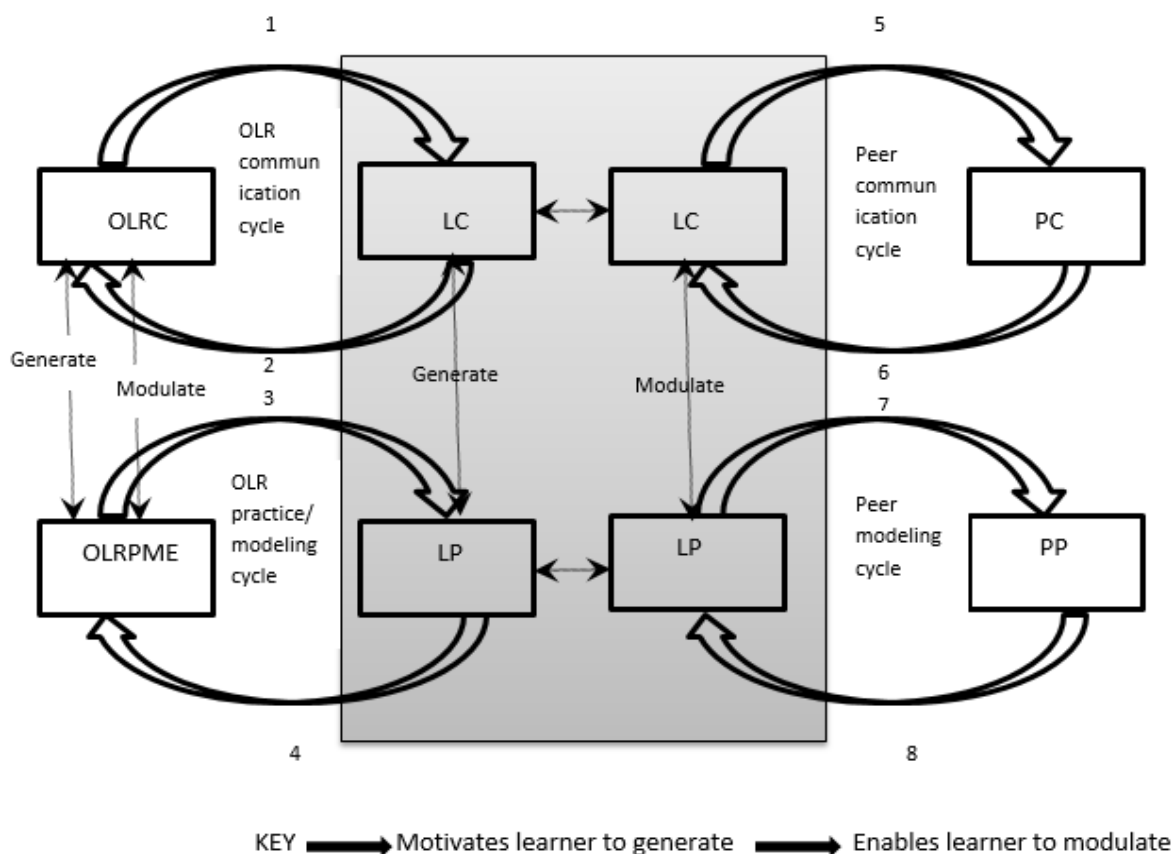 1
5
OLR
commun
ication
cycle
Peer
commun
ication
cycle
OLRC
LC
LC
PC
Generate
Modulate
2
3
Generate
Modulate
6
7
OLR
practice/
modeling
cycle
Peer
modeling
cycle
OLRPME
LP
LP
PP
4
8
KEY Motivates learner to generate Enables learner to modulate